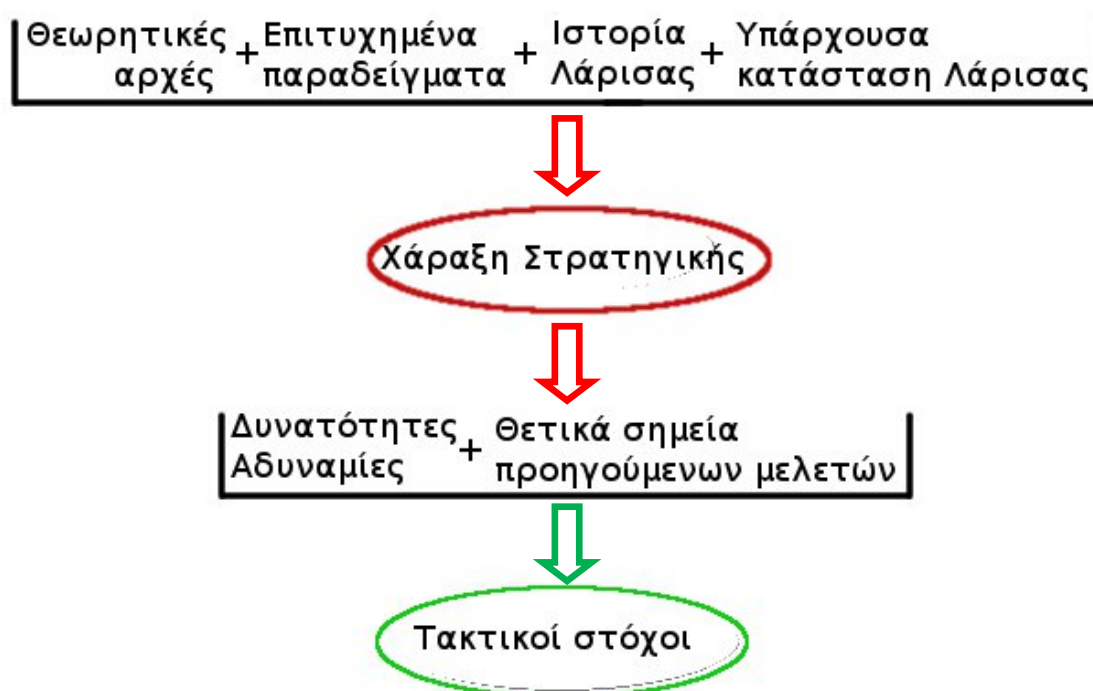 Θεωρητικές αρχές + Επιτυχημένα παραδείγματα + Ιστορία Λάρισας + Υπάρχουσα κατάσταση Λάρισας
Χάραξη Στρατηγικής
Δυνατότητες Αδυναμίες + Θετικά σημεία προηγούμενων μελετών
Τακτικοί στόχοι